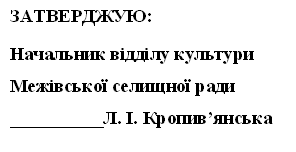 ЗАТВЕРДЖУЮ:
Начальник відділу культури
Межівської селищної ради
__________Л. І. Кропив’янська